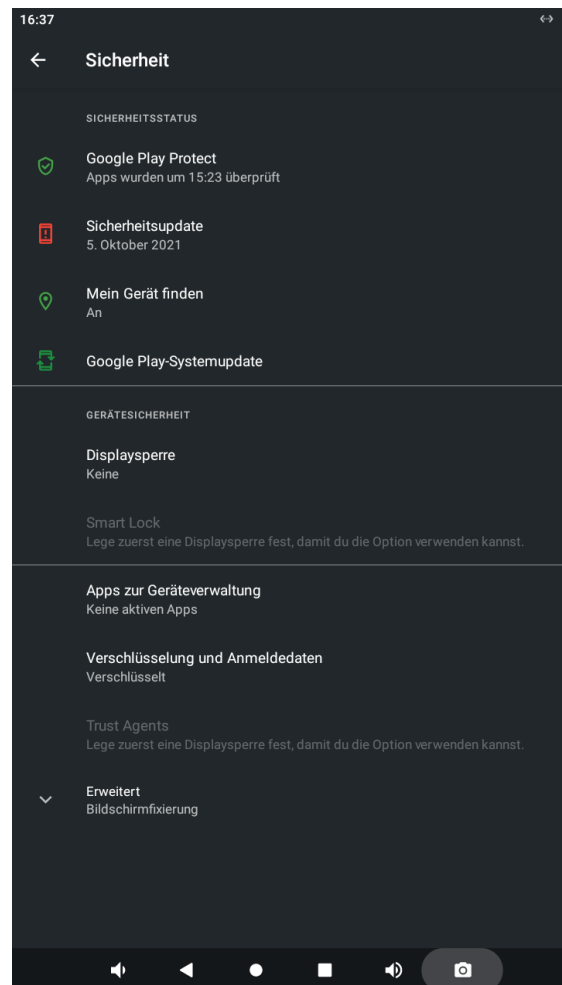 16:37
Sicherheit
SICHERHEITSSTATUS
Google Play Protect
Apps wurden um 15:23 überprüft
Sicherheitsupdate
5. Oktober 2021
Mein Gerät finden
An
Google Play-Systemupdate
GERÄTESICHERHEIT
Displaysperre
Keine
Smart Lock
Lege zuerst eine Displaysperre fest, damit du die Option verwenden kannst.
Apps zur Geräteverwaltung
Keine aktiven Apps
Verschlüsselung und Anmeldedaten
Verschlüsselt
Trust Agents
Lege zuerst eine Displaysperre fest, damit du die Option verwenden kannst.
Erweitert
Bildschirmfixierung